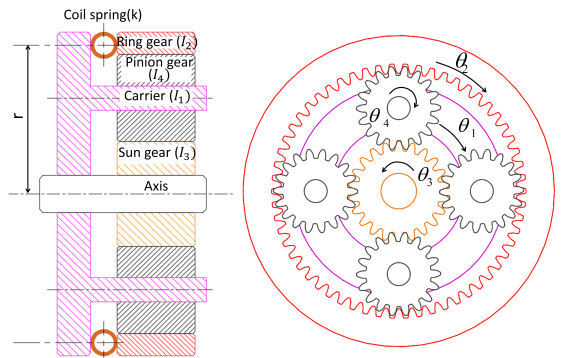 Coil spring(k)
Ring gear (I₂)
Pinion gear
(I₄)
Carrier (I₁)
r
Sun gear (I₃)
Axis
θ₂
θ₄
θ₁
θ₃